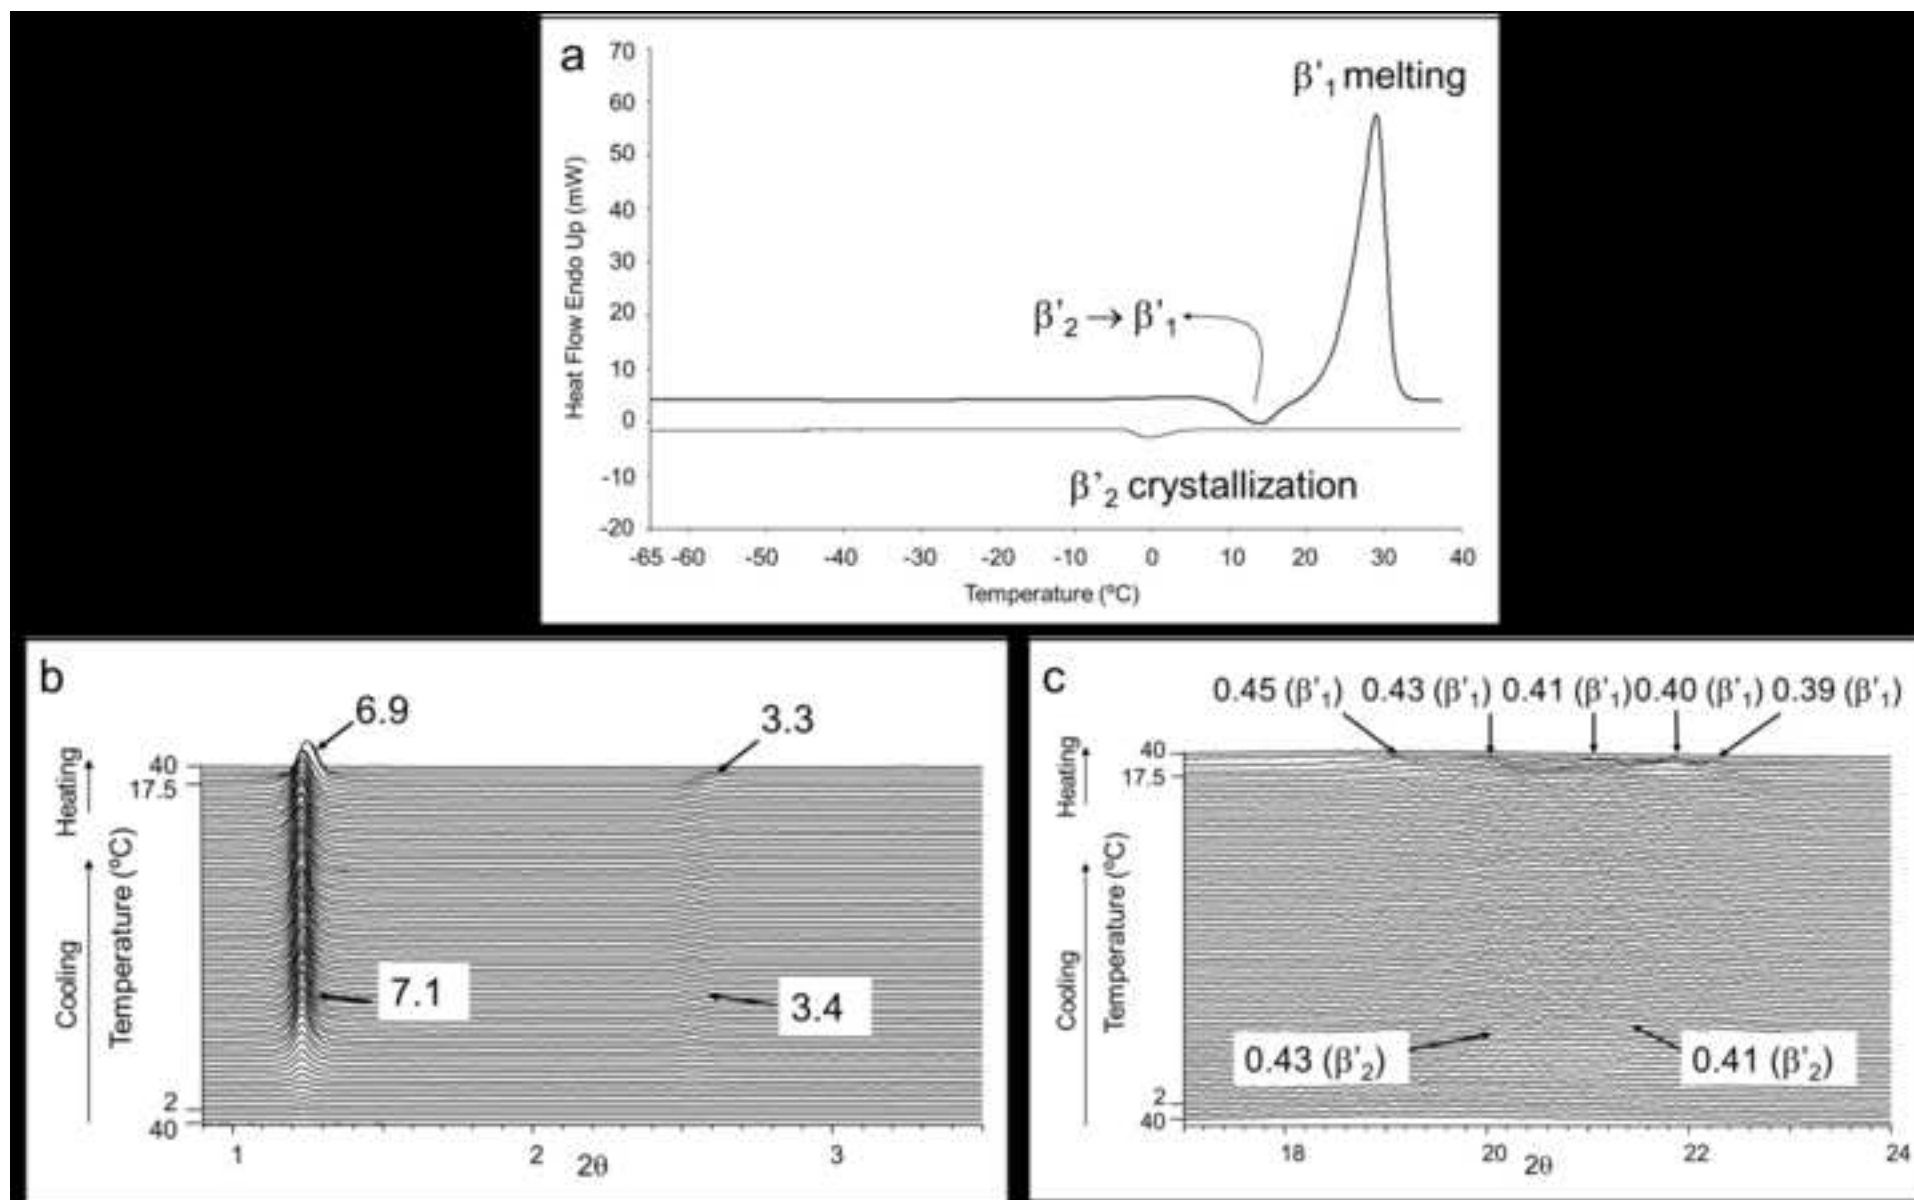 a
β'1 melting
70
60
50
40
30
20
10
0
-10
-20
Heat Flow Endo Up (mW)
β'2 → β'1
β'2 crystallization
-65 -60 -50 -40 -30 -20 -10 0 10 20 30 40
Temperature (ºC)
b
6.9
3.3
40
17.5
7.1
3.4
2
40
Heating
Cooling
Temperature (ºC)
1 2 3
2θ
c
0.45 (β'1) 0.43 (β'1) 0.41 (β'1) 0.40 (β'1) 0.39 (β'1)
40
17.5
0.43 (β'2) 0.41 (β'2)
2
40
Heating
Cooling
Temperature (ºC)
18 20 22 24
2θ